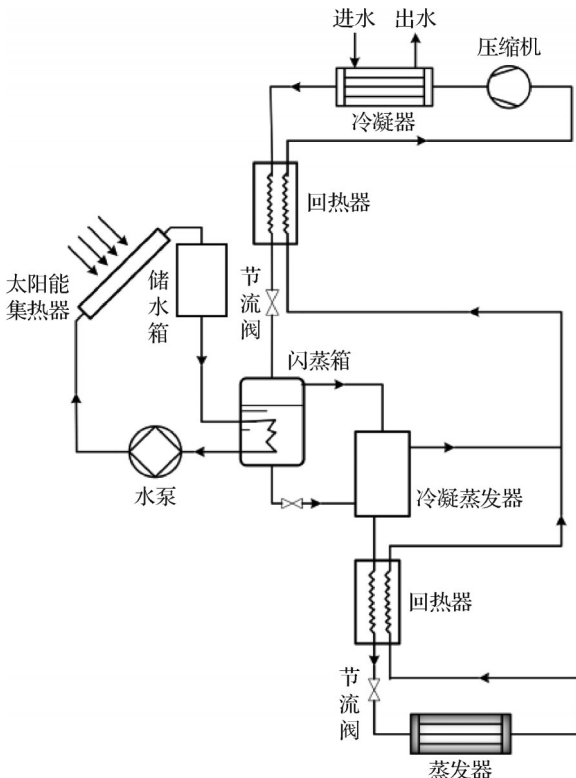 进水 出水
压缩机
冷凝器
回热器
太阳能
集热器
储
水
箱
节
流
阀
闪蒸箱
水泵
冷凝蒸发器
回热器
节
流
阀
蒸发器